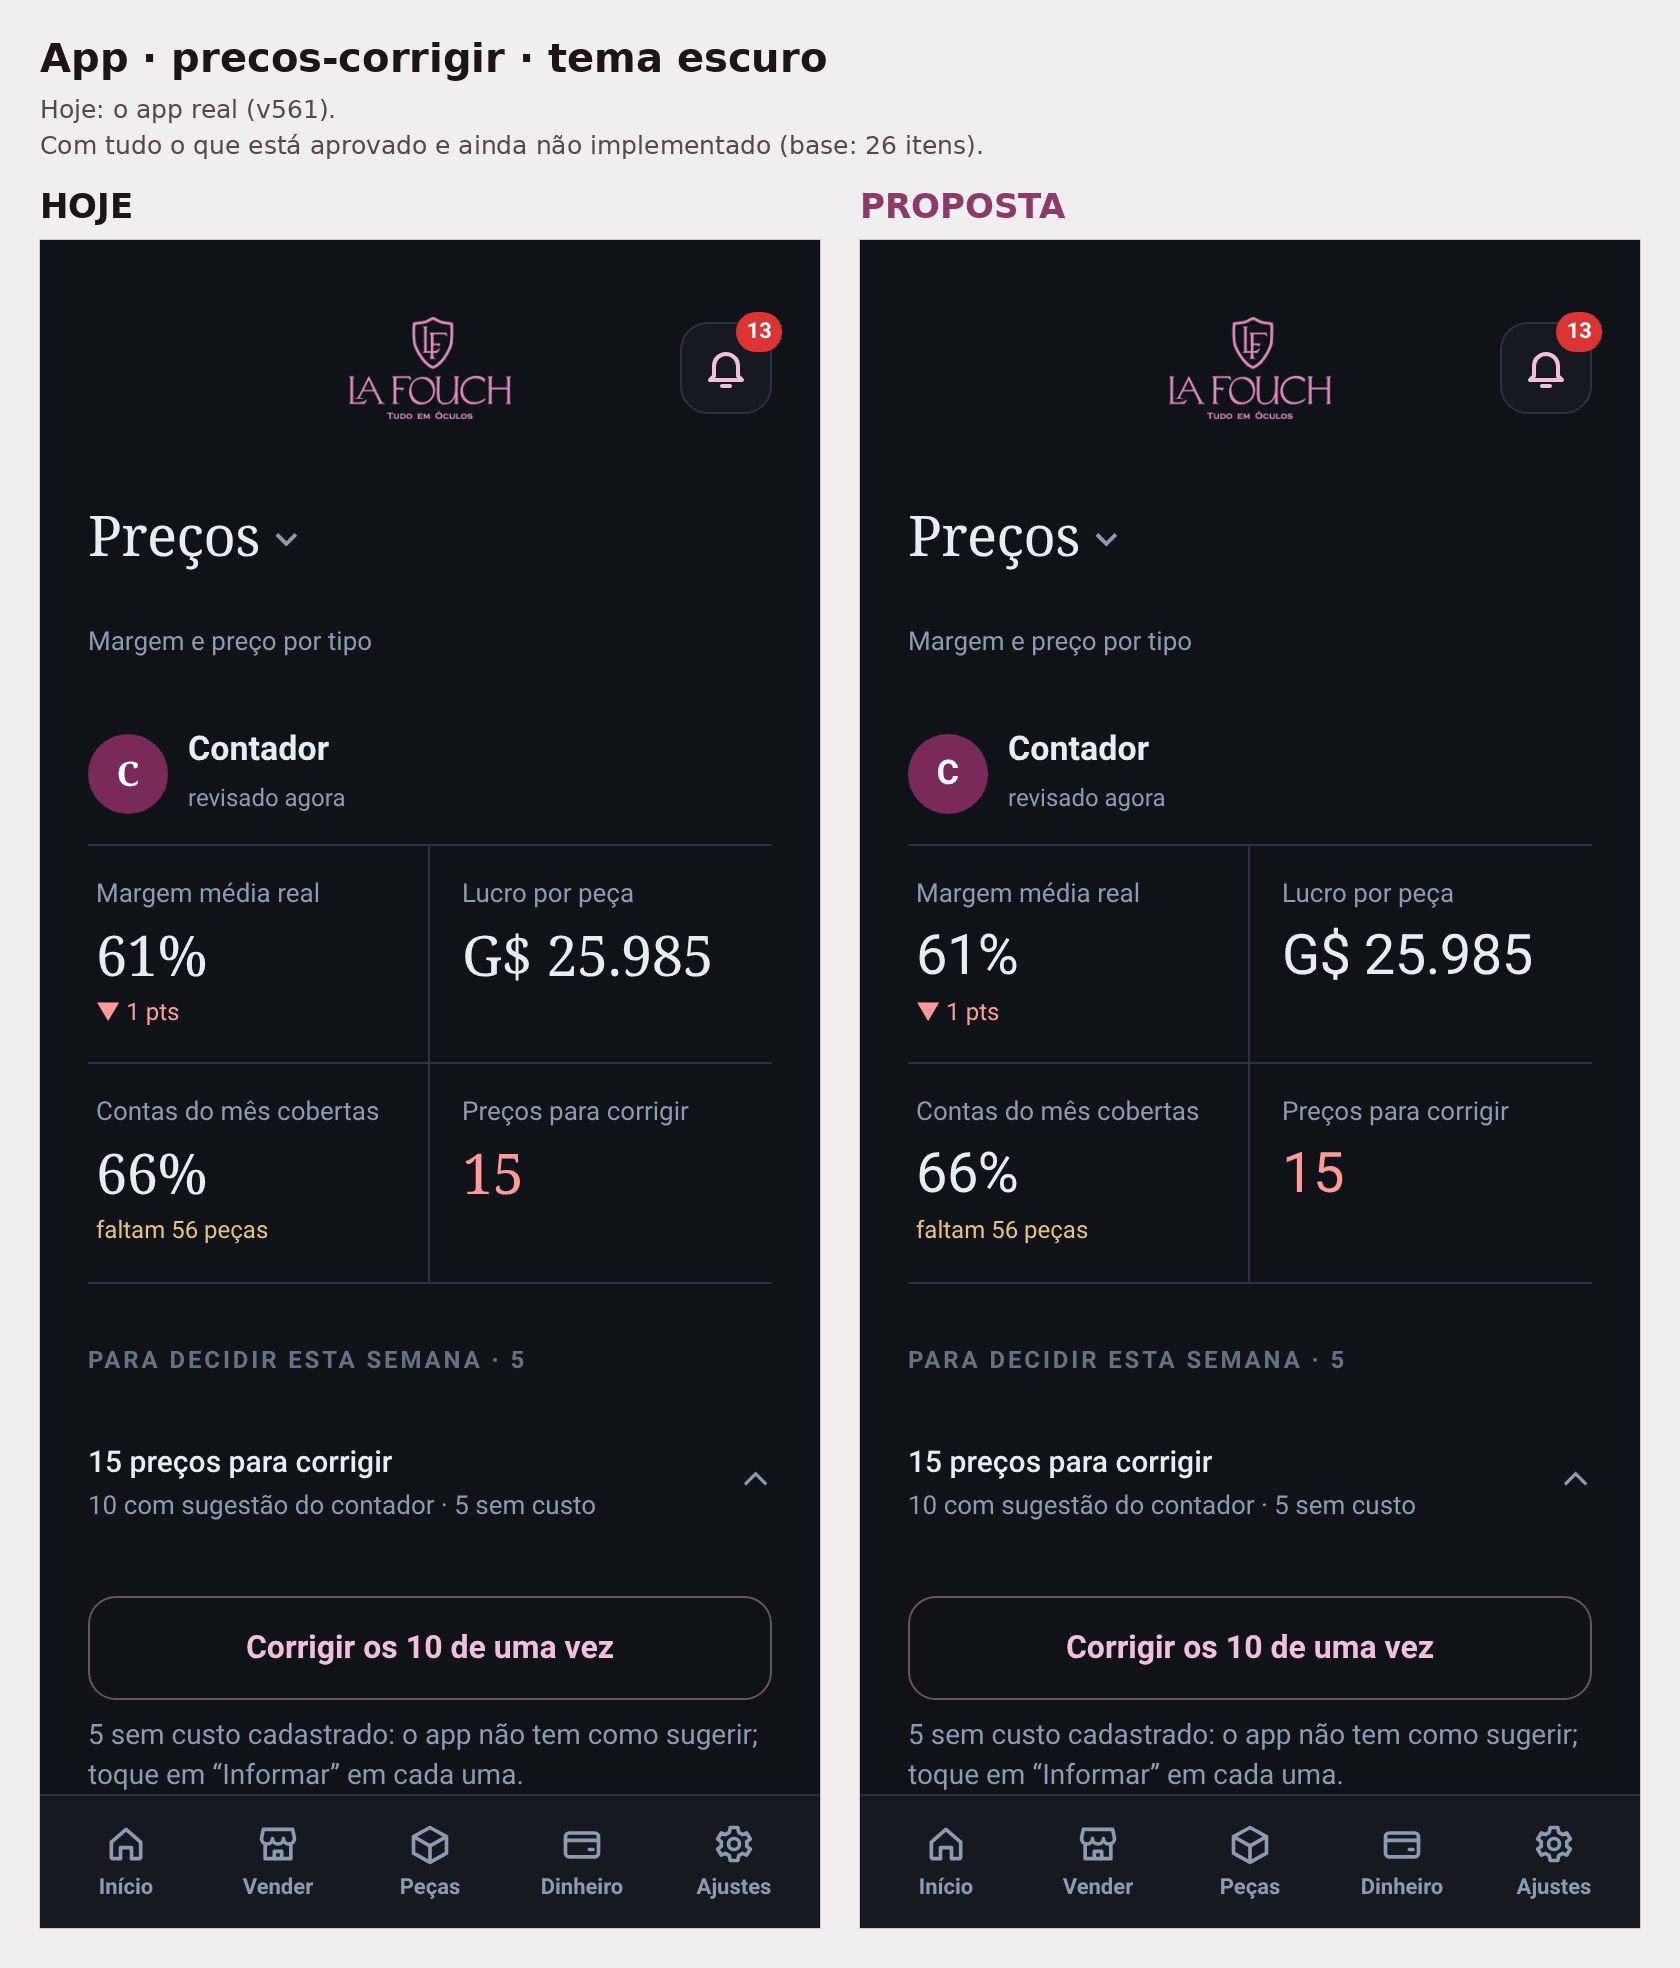 App · precos-corrigir · tema escuro
Hoje: o app real (v561).
Com tudo o que está aprovado e ainda não implementado (base: 26 itens).
HOJE
LF
LA FOUCH
TUDO EM ÓCULOS
13
Preços
Margem e preço por tipo
C
Contador
revisado agora
Margem média real
Lucro por peça
61%
G$ 25.985
▼ 1 pts
Contas do mês cobertas
Preços para corrigir
66%
15
faltam 56 peças
PARA DECIDIR ESTA SEMANA · 5
15 preços para corrigir
10 com sugestão do contador · 5 sem custo
Corrigir os 10 de uma vez
5 sem custo cadastrado: o app não tem como sugerir;
toque em “Informar” em cada uma.
Início
Vender
Peças
Dinheiro
Ajustes
PROPOSTA
LF
LA FOUCH
TUDO EM ÓCULOS
13
Preços
Margem e preço por tipo
C
Contador
revisado agora
Margem média real
Lucro por peça
61%
G$ 25.985
▼ 1 pts
Contas do mês cobertas
Preços para corrigir
66%
15
faltam 56 peças
PARA DECIDIR ESTA SEMANA · 5
15 preços para corrigir
10 com sugestão do contador · 5 sem custo
Corrigir os 10 de uma vez
5 sem custo cadastrado: o app não tem como sugerir;
toque em “Informar” em cada uma.
Início
Vender
Peças
Dinheiro
Ajustes